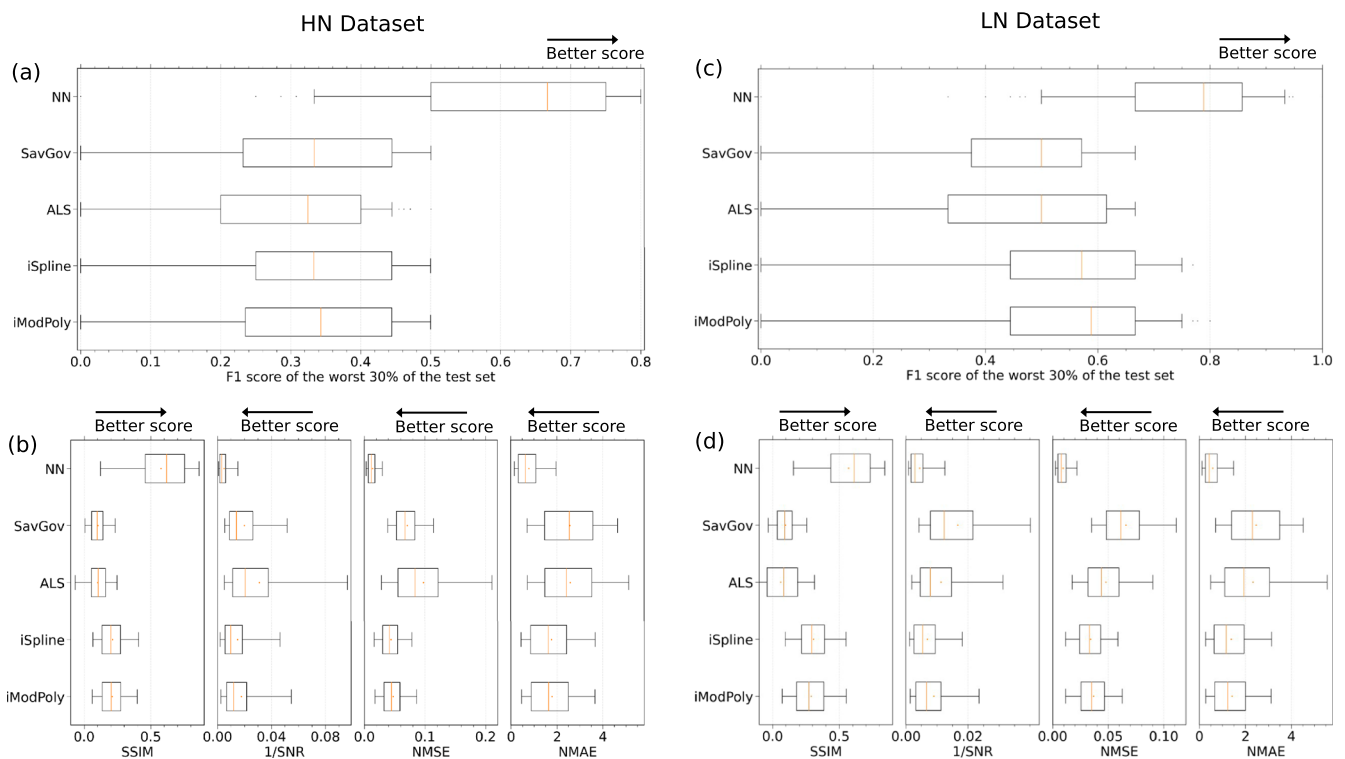 HN Dataset
LN Dataset
Better score
Better score
(a)
(c)
NN
SavGov
ALS
iSpline
iModPoly
0.0 0.1 0.2 0.3 0.4 0.5 0.6 0.7 0.8
F1 score of the worst 30% of the test set
NN
SavGov
ALS
iSpline
iModPoly
0.0 0.2 0.4 0.6 0.8 1.0
F1 score of the worst 30% of the test set
(b)
Better score Better score Better score Better score
NN
SavGov
ALS
iSpline
iModPoly
0.0 0.5 0.00 0.04 0.08 0.0 0.1 0.2 0 2 4
SSIM 1/SNR NMSE NMAE
(d)
Better score Better score Better score Better score
NN
SavGov
ALS
iSpline
iModPoly
0.0 0.5 0.00 0.02 0.00 0.05 0.10 0 2 4
SSIM 1/SNR NMSE NMAE